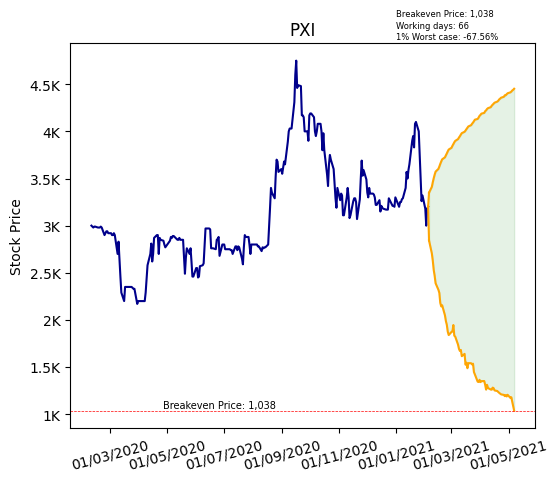 Breakeven Price: 1,038
Working days: 66
1% Worst case: -67.56%
PXI
Stock Price
4.5K
4K
3.5K
3K
2.5K
2K
1.5K
1K
Breakeven Price: 1,038
01/03/2020
01/05/2020
01/07/2020
01/09/2020
01/11/2020
01/01/2021
01/03/2021
01/05/2021